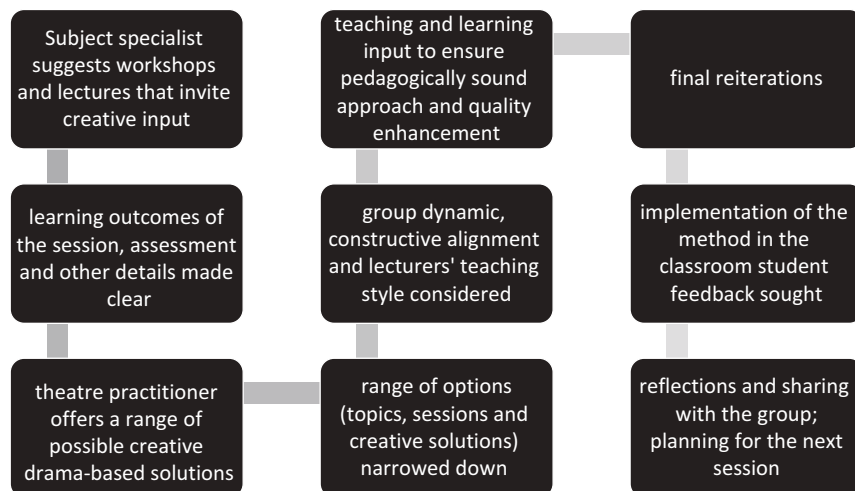 Subject specialist
suggests workshops
and lectures that invite
creative input
learning outcomes of
the session, assessment
and other details made
clear
theatre practitioner
offers a range of
possible creative
drama-based solutions
range of options
(topics, sessions and
creative solutions)
narrowed down
group dynamic,
constructive alignment
and lecturers' teaching
style considered
teaching and learning
input to ensure
pedagogically sound
approach and quality
enhancement
final reiterations
implementation of the
method in the
classroom student
feedback sought
reflections and sharing
with the group;
planning for the next
session